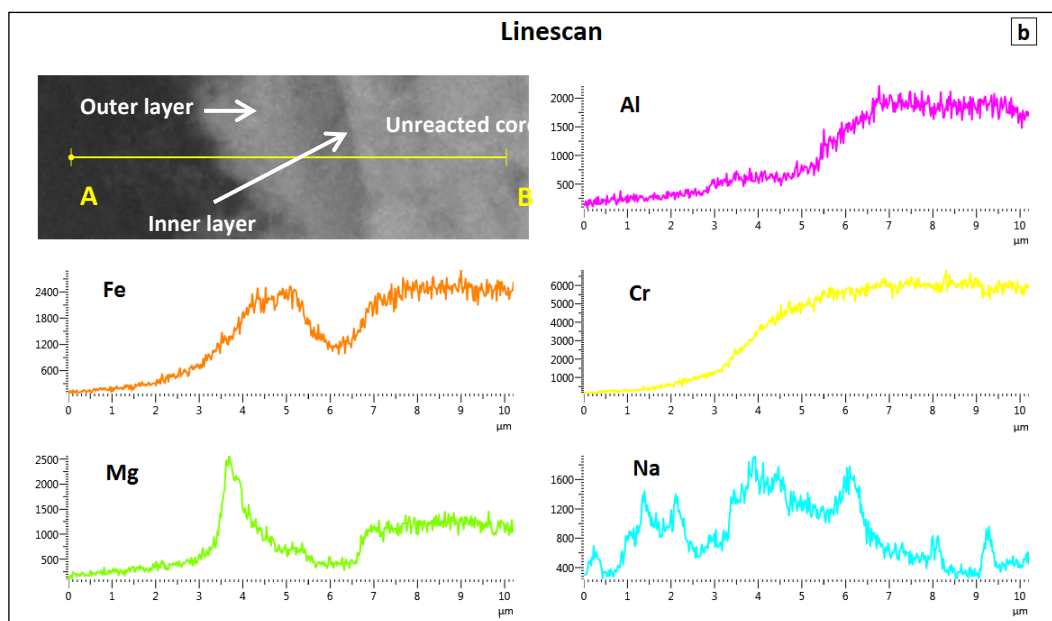 Linescan
b
Outer layer
Unreacted core
A
B
Inner layer
Al
2000
1500
1000
500
0 1 2 3 4 5 6 7 8 9 10
µm
Fe
2400
1800
1200
600
0 1 2 3 4 5 6 7 8 9 10
µm
Cr
6000
5000
4000
3000
2000
1000
0 1 2 3 4 5 6 7 8 9 10
µm
Mg
2500
2000
1500
1000
500
0 1 2 3 4 5 6 7 8 9 10
µm
Na
1600
1200
800
400
0 1 2 3 4 5 6 7 8 9 10
µm